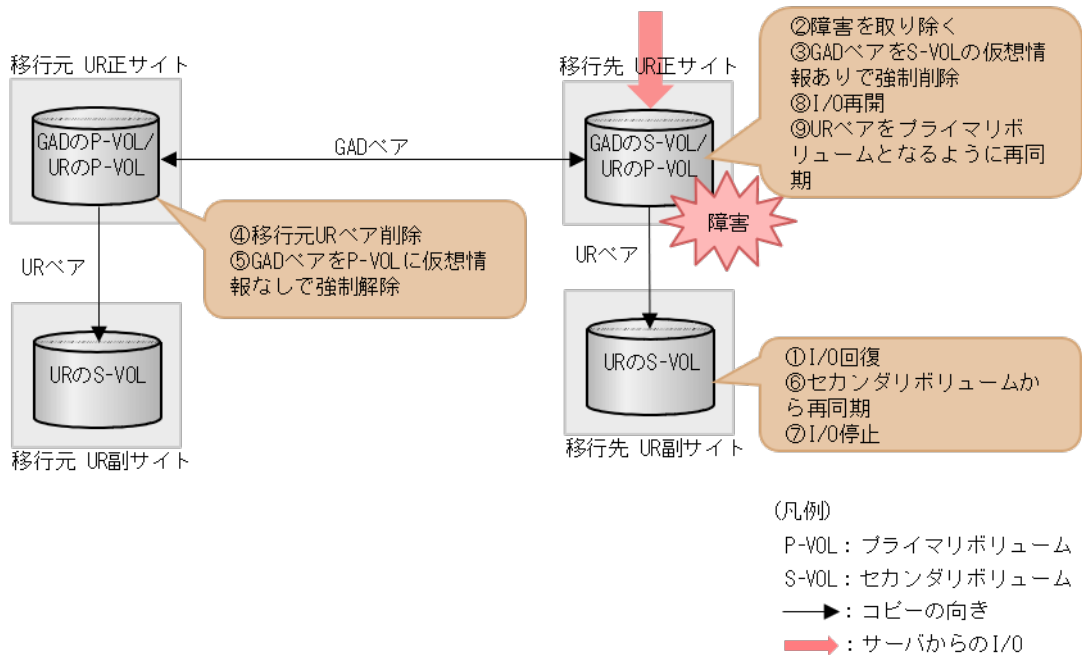 移行元 UR正サイト
GADのP-VOL/
URのP-VOL
GADペア
移行先 UR正サイト
GADのS-VOL/
URのP-VOL
障害
②障害を取り除く
③GADペアをS-VOLの仮想情
報ありで強制削除
⑧I/O再開
⑨URペアをプライマリボ
リュームとなるように再同
期
④移行元URペア削除
⑤GADペアをP-VOLに仮想情
報なしで強制解除
URペア
URペア
URのS-VOL
移行元 UR副サイト
URのS-VOL
移行先 UR副サイト
①I/O回復
⑥セカンダリボリュームか
ら再同期
⑦I/O停止
(凡例)
P-VOL：プライマリボリューム
S-VOL：セカンダリボリューム
：コピーの向き
：サーバからのI/O